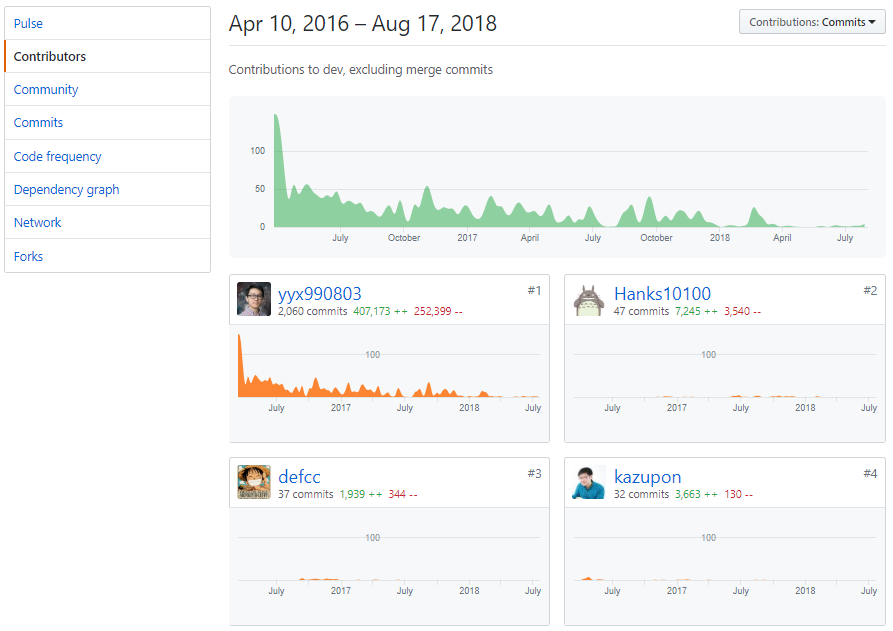 Pulse
Contributors
Community
Commits
Code frequency
Dependency graph
Network
Forks
Apr 10, 2016 – Aug 17, 2018
Contributions: Commits
Contributions to dev, excluding merge commits
100
50
0
July October 2017 April July October 2018 April July
yyx990803 #1
2,060 commits 407,173 ++ 252,399 --
100
July 2017 July 2018 July
Hanks10100 #2
47 commits 7,245 ++ 3,540 --
100
July 2017 July 2018 July
defcc #3
37 commits 1,939 ++ 344 --
100
July 2017 July 2018 July
kazupon #4
32 commits 3,663 ++ 130 --
100
July 2017 July 2018 July